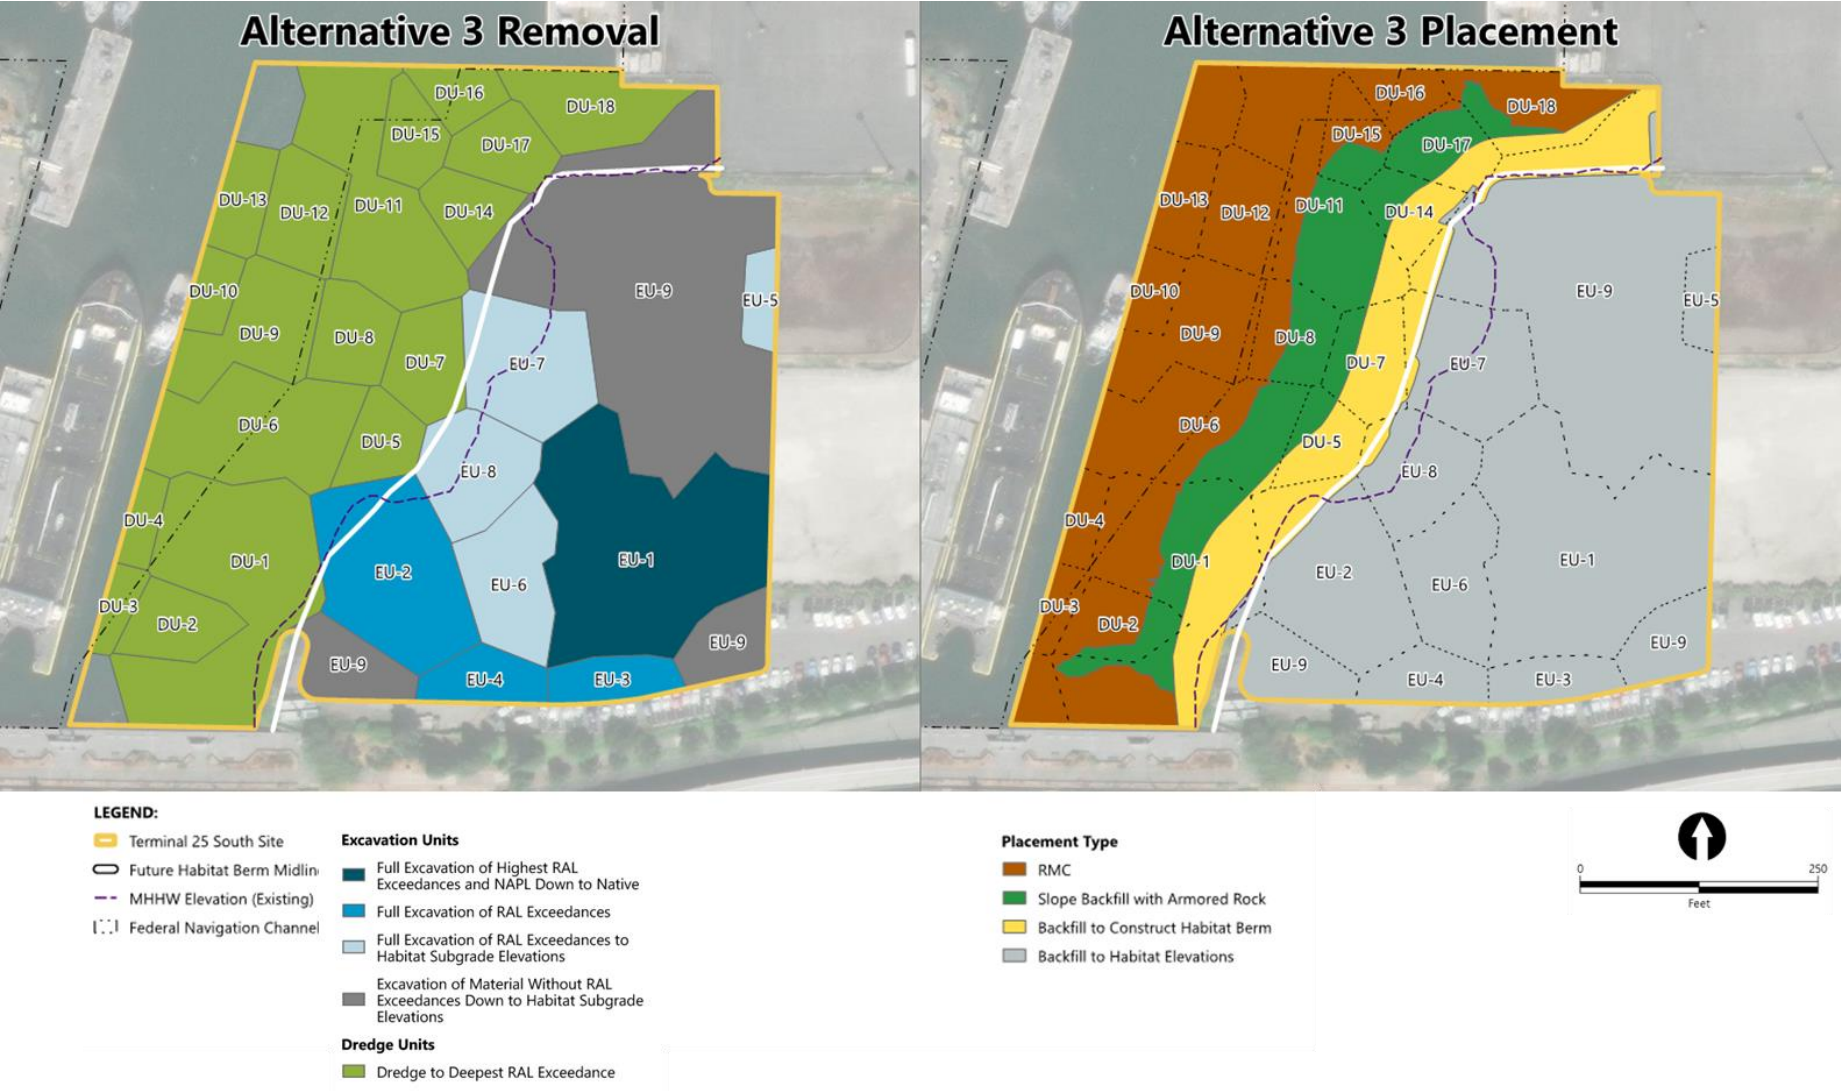 Alternative 3 Removal
DU-16
DU-18
DU-15
DU-17
DU-13
DU-12
DU-11
DU-14
DU-10
EU-9
EU-5
DU-9
DU-8
DU-7
EU-7
DU-6
DU-5
EU-8
DU-4
DU-1
EU-2
EU-6
EU-1
DU-3
DU-2
EU-9
EU-9
EU-4
EU-3
Alternative 3 Placement
DU-16
DU-18
DU-15
DU-17
DU-13
DU-12
DU-11
DU-14
DU-10
EU-9
EU-5
DU-9
DU-8
DU-7
EU-7
DU-6
DU-5
EU-8
DU-4
DU-1
EU-2
EU-6
EU-1
DU-3
DU-2
EU-9
EU-9
EU-4
EU-3
LEGEND:
Terminal 25 South Site
Future Habitat Berm Midlin
MHHW Elevation (Existing)
Federal Navigation Channel
Excavation Units
Full Excavation of Highest RAL
Exceedances and NAPL Down to Native
Full Excavation of RAL Exceedances
Full Excavation of RAL Exceedances to
Habitat Subgrade Elevations
Excavation of Material Without RAL
Exceedances Down to Habitat Subgrade
Elevations
Dredge Units
Dredge to Deepest RAL Exceedance
Placement Type
RMC
Slope Backfill with Armored Rock
Backfill to Construct Habitat Berm
Backfill to Habitat Elevations
0 250
Feet